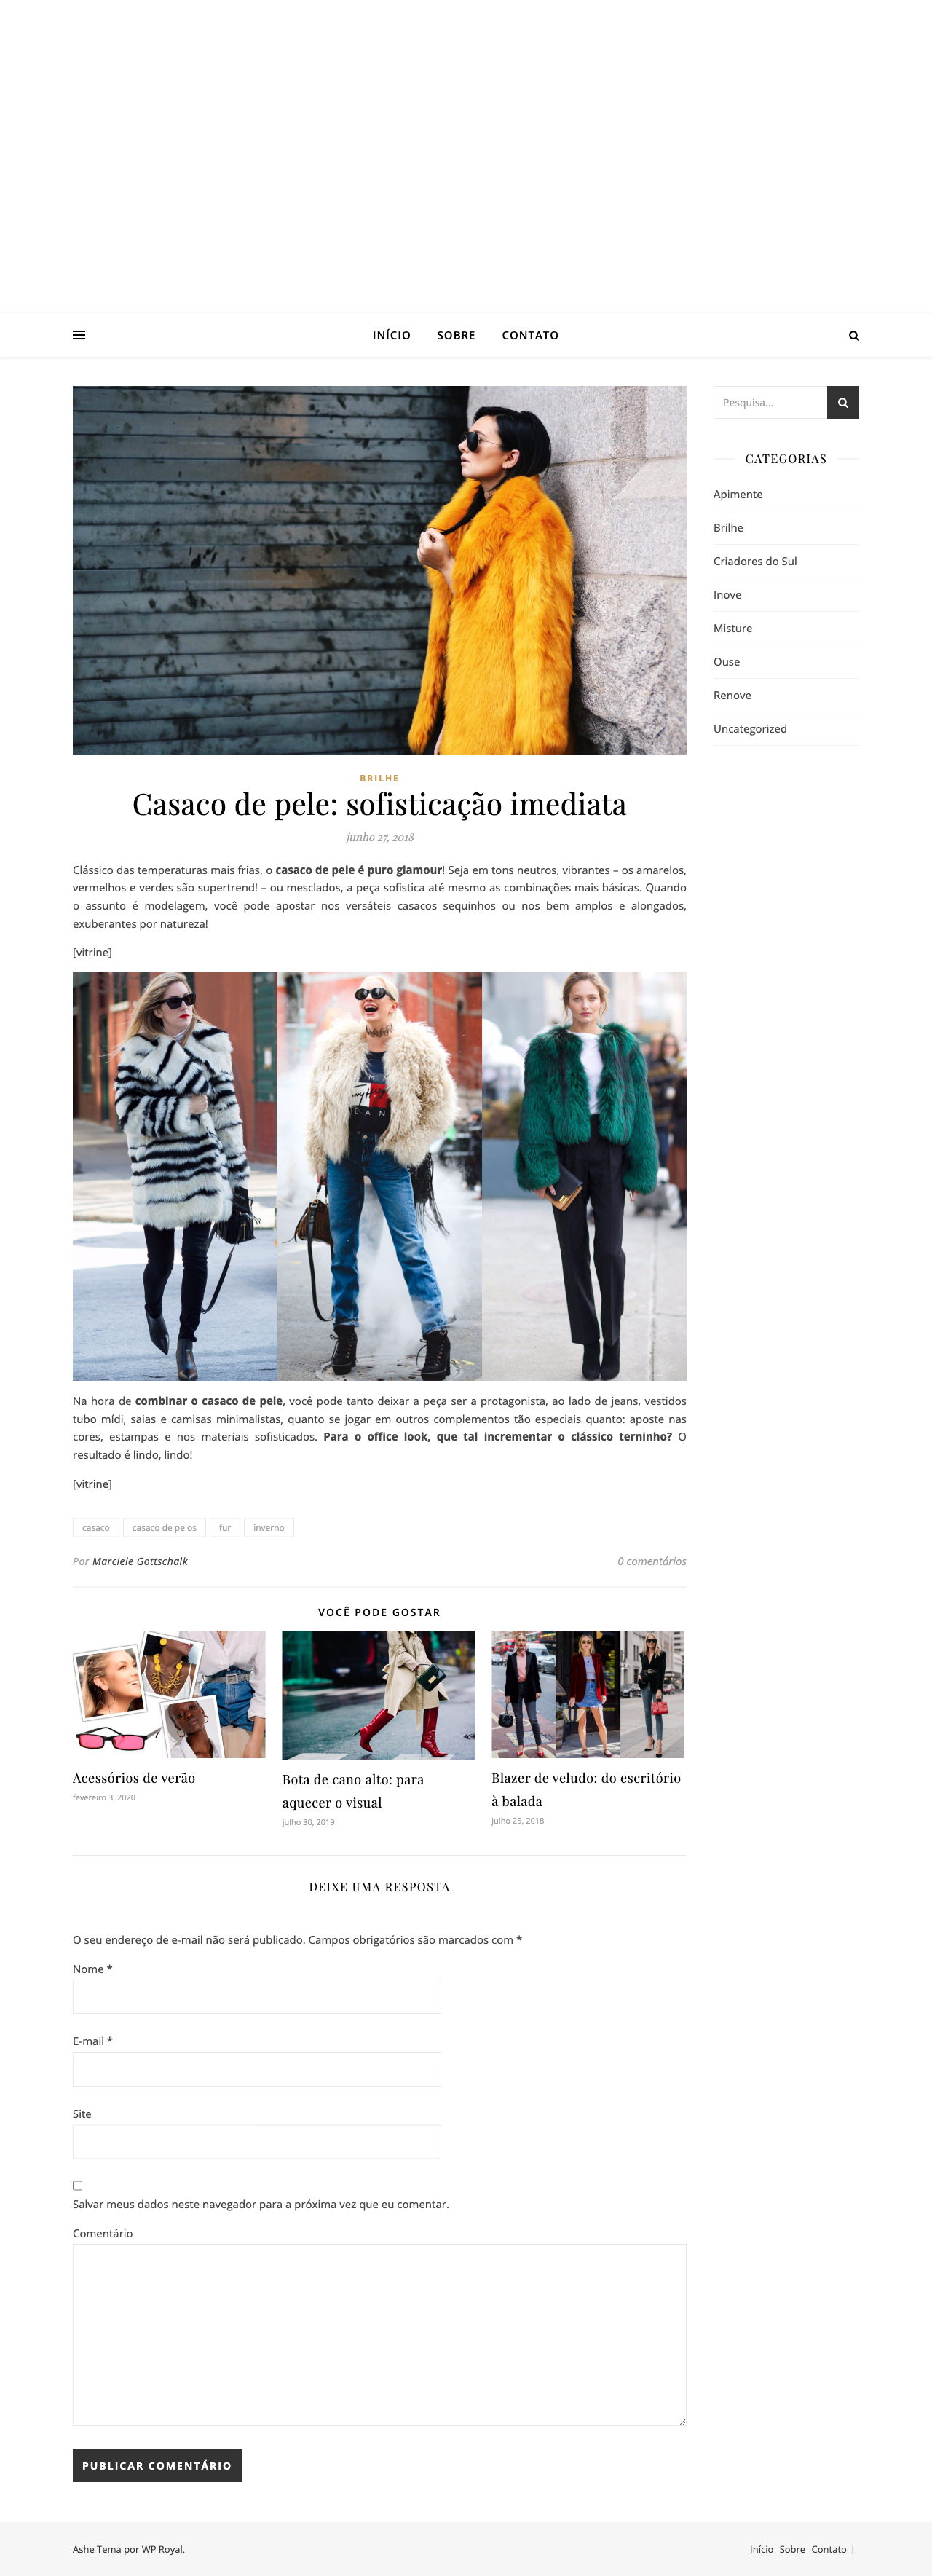 INÍCIO SOBRE CONTATO
Pesquisa...
CATEGORIAS
Apimente
Brilhe
Criadores do Sul
Inove
Misture
Ouse
Renove
Uncategorized
BRILHE
Casaco de pele: sofisticação imediata
junho 27, 2018
Clássico das temperaturas mais frias, o casaco de pele é puro glamour! Seja em tons neutros, vibrantes – os amarelos,
vermelhos e verdes são supertrend! – ou mesclados, a peça sofistica até mesmo as combinações mais básicas. Quando
o assunto é modelagem, você pode apostar nos versáteis casacos sequinhos ou nos bem amplos e alongados,
exuberantes por natureza!
[vitrine]
Na hora de combinar o casaco de pele, você pode tanto deixar a peça ser a protagonista, ao lado de jeans, vestidos
tubo mídi, saias e camisas minimalistas, quanto se jogar em outros complementos tão especiais quanto: aposte nas
cores, estampas e nos materiais sofisticados. Para o office look, que tal incrementar o clássico terninho? O
resultado é lindo, lindo!
[vitrine]
casaco casaco de pelos fur inverno
Por Marciele Gottschalk
0 comentários
VOCÊ PODE GOSTAR
Acessórios de verão
fevereiro 3, 2020
Bota de cano alto: para
aquecer o visual
julho 30, 2019
Blazer de veludo: do escritório
à balada
julho 25, 2018
DEIXE UMA RESPOSTA
O seu endereço de e-mail não será publicado. Campos obrigatórios são marcados com *
Nome *
E-mail *
Site
Salvar meus dados neste navegador para a próxima vez que eu comentar.
Comentário
PUBLICAR COMENTÁRIO
Ashe Tema por WP Royal.
Início Sobre Contato |